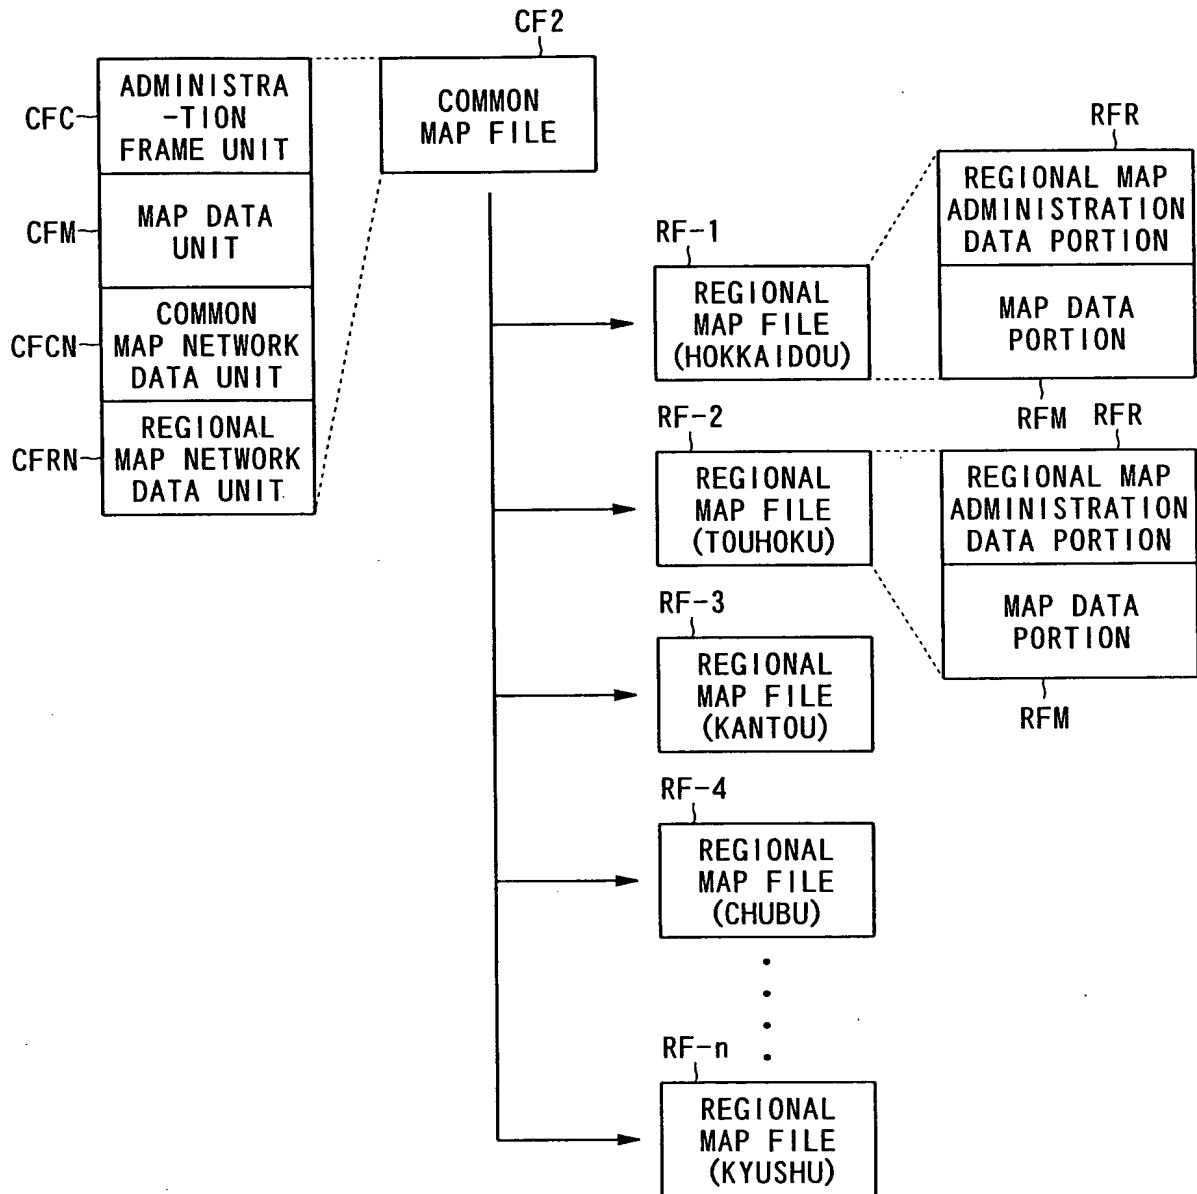 CF2
CFC
ADMINISTRA
-TION
FRAME UNIT
CFM
MAP DATA
UNIT
CFCN
COMMON
MAP NETWORK
DATA UNIT
CFRN
REGIONAL
MAP NETWORK
DATA UNIT
COMMON
MAP FILE
RF-1
REGIONAL
MAP FILE
(HOKKAIDOU)
RFR
REGIONAL MAP
ADMINISTRATION
DATA PORTION
MAP DATA
PORTION
RFM
RF-2
REGIONAL
MAP FILE
(TOUHOKU)
RFR
REGIONAL MAP
ADMINISTRATION
DATA PORTION
MAP DATA
PORTION
RFM
RF-3
REGIONAL
MAP FILE
(KANTOU)
RF-4
REGIONAL
MAP FILE
(CHUBU)
RF-n
REGIONAL
MAP FILE
(KYUSHU)